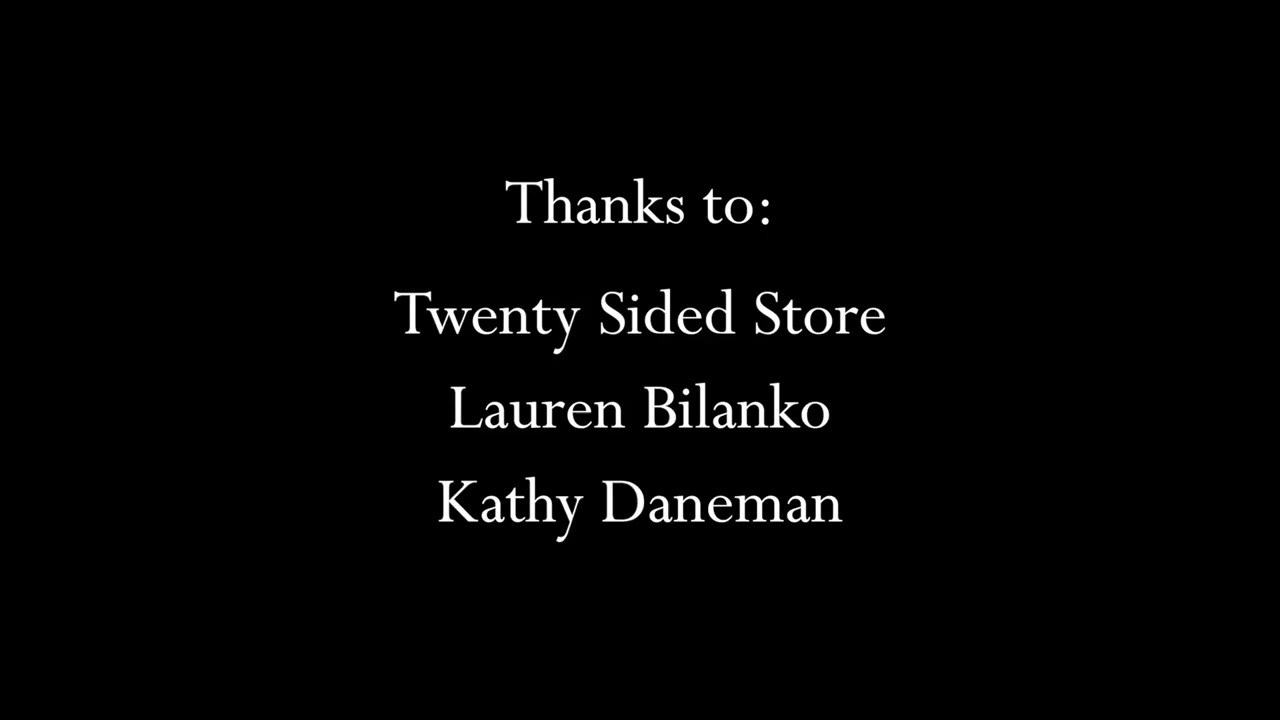 Thanks to:
Twenty Sided Store
Lauren Bilanko
Kathy Daneman